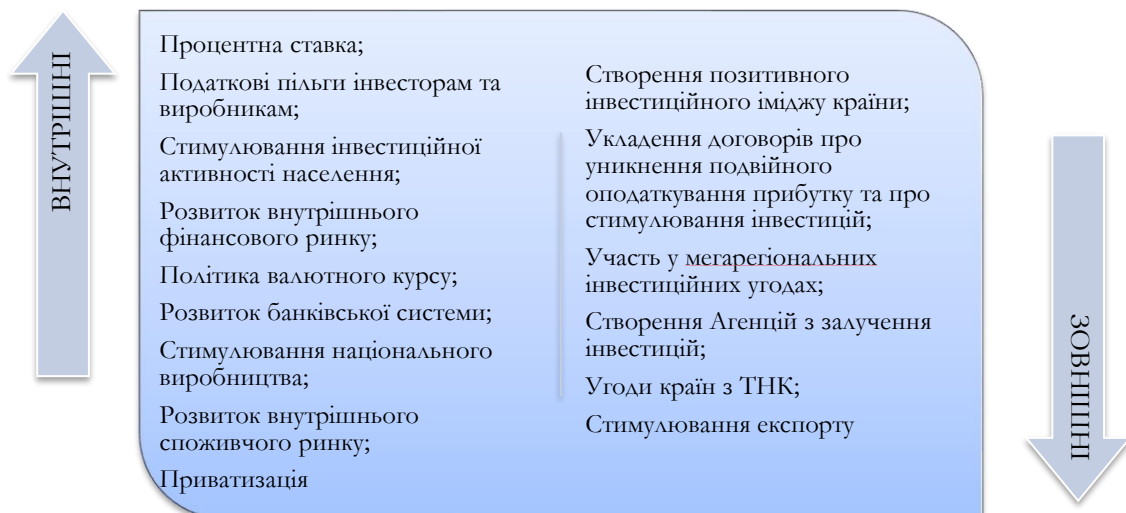 ВНУТРІШНІ
Процентна ставка;
Податкові пільги інвесторам та
виробникам;
Стимулювання інвестиційної
активності населення;
Розвиток внутрішнього
фінансового ринку;
Політика валютного курсу;
Розвиток банківської системи;
Стимулювання національного
виробництва;
Розвиток внутрішнього
споживчого ринку;
Приватизація
Створення позитивного
інвестиційного іміджу країни;
Укладення договорів про
уникнення подвійного
оподаткування прибутку та про
стимулювання інвестицій;
Участь у мегарегіональних
інвестиційних угодах;
Створення Агенцій з залучення
інвестицій;
Угоди країн з ТНК;
Стимулювання експорту
ЗОВНІШНІ